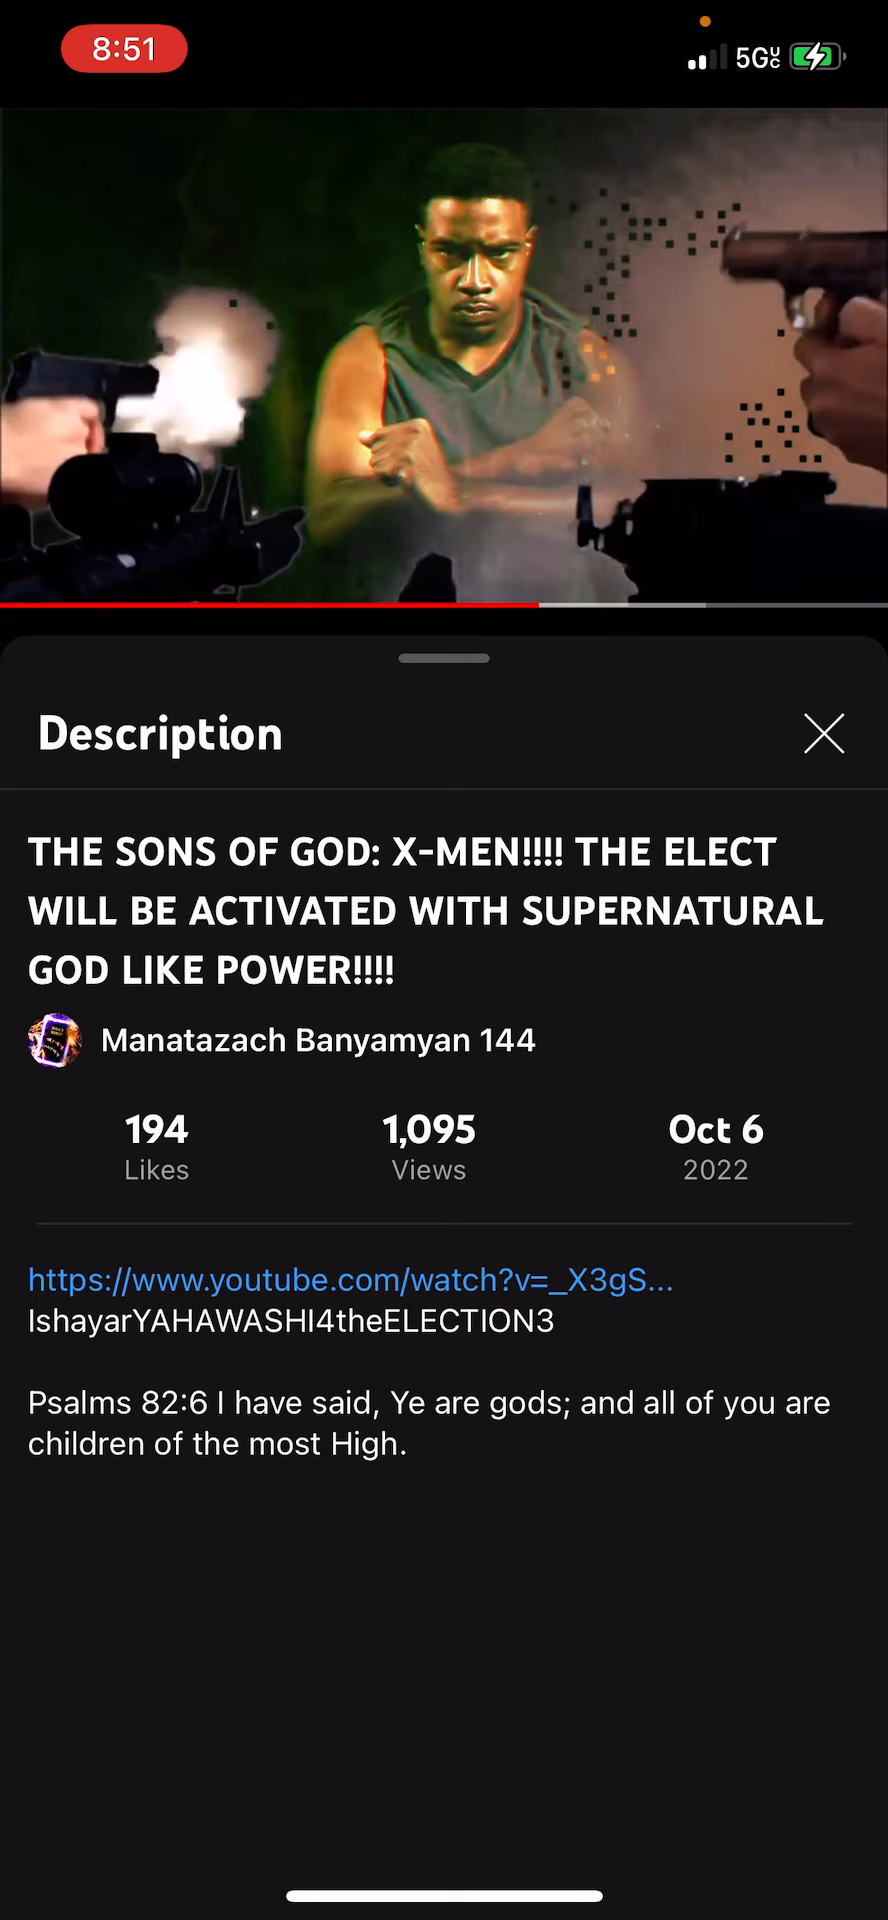 8:51
5GUC
Description
THE SONS OF GOD: X-MEN!!!! THE ELECT
WILL BE ACTIVATED WITH SUPERNATURAL
GOD LIKE POWER!!!!
Manatazach Banyamyan 144
194
1,095
Oct 6
Likes
Views
2022
https://www.youtube.com/watch?v=_X3gS...
IshayarYAHAWASHI4theELECTION3
Psalms 82:6 I have said, Ye are gods; and all of you are
children of the most High.